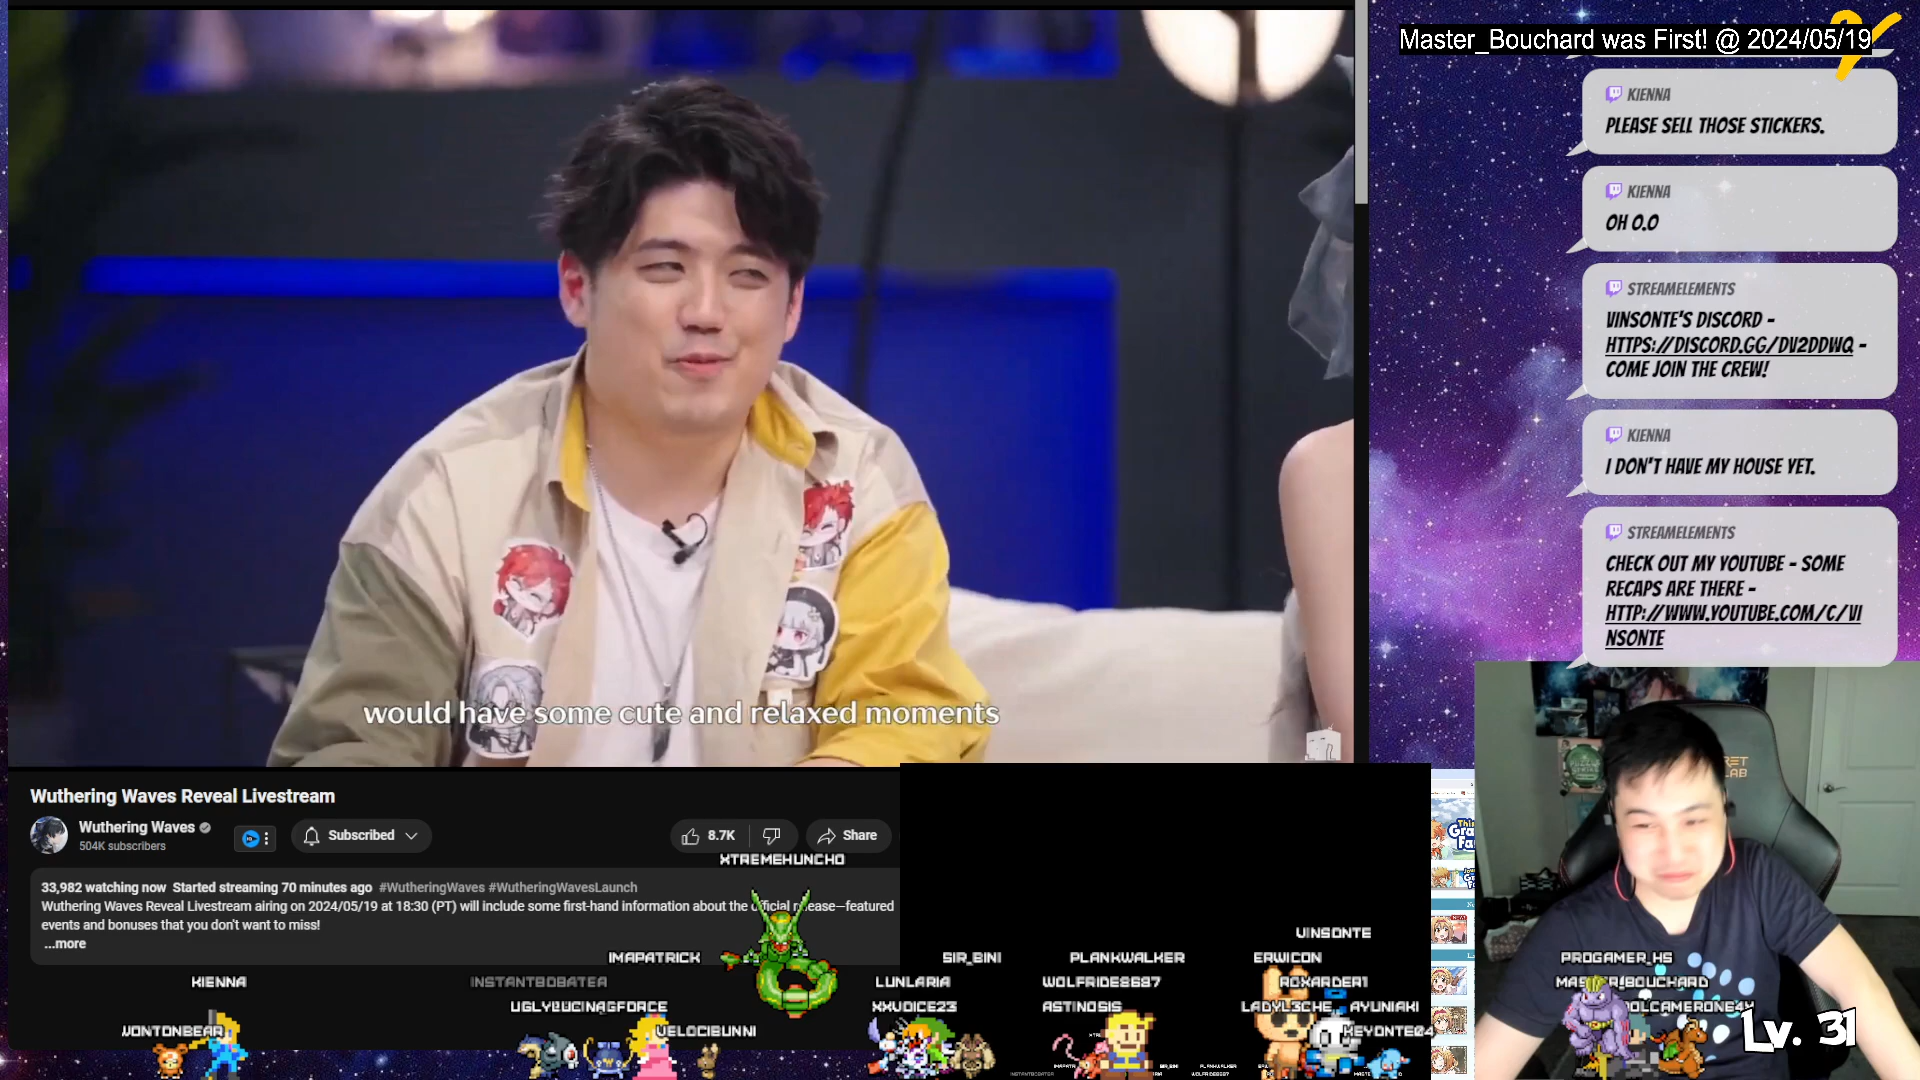 Master_Bouchard was First! @ 2024/05/19
KIENNA
PLEASE SELL THOSE STICKERS.
KIENNA
OH O.O
STREAMELEMENTS
VINSONTE'S DISCORD -
HTTPS://DISCORD.GG/DV2DDWQ -
COME JOIN THE CREW!
KIENNA
I DON'T HAVE MY HOUSE YET.
STREAMELEMENTS
CHECK OUT MY YOUTUBE - SOME
RECAPS ARE THERE -
HTTP://WWW.YOUTUBE.COM/C/VI
NSONTE
would have some cute and relaxed moments
Wuthering Waves Reveal Livestream
Wuthering Waves
504K subscribers
Subscribed
8.7K
Share
33,982 watching now Started streaming 70 minutes ago #WutheringWaves #WutheringWavesLaunch
Wuthering Waves Reveal Livestream airing on 2024/05/19 at 18:30 (PT) will include some first-hand information about the official release—featured
events and bonuses that you don't want to miss!
...more
XTREMEHUNCHO
VINSONTE
IMAPATRICK
SIR_BINI
PLANKWALKER
ERWICON
PROGAMER_HS
KIENNA
INSTANTBOBATEA
LUNLARIA
WOLFRIDE8687
ROXARDER1
UGLYDUCINAGFORCE
XXVOICE23
ASTINOSIS
LADYL3CHE
AYUNIAKI
WONTONBEAR
VELOCIBUNNI
KEYONTE04
Lv. 31